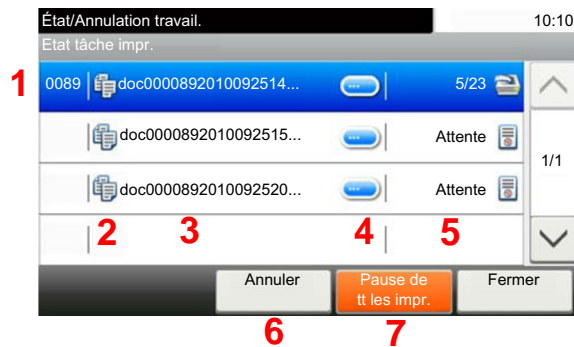 État/Annulation travail. 10:10
Etat tâche impr.
1 0089 doc0000892010092514... 5/23
doc0000892010092515... Attente
1/1
doc0000892010092520... Attente
2 3 4 5
Annuler Pause de Fermer
tt les impr.
6 7